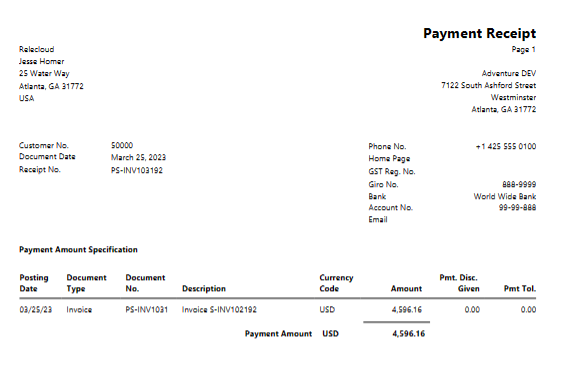 Payment Receipt
Page 1
Relecloud
Jesse Homer
25 Water Way
Atlanta, GA 31772
USA
Adventure DEV
7122 South Ashford Street
Westminster
Atlanta, GA 31772
Customer No. 50000
Document Date March 25, 2023
Receipt No. PS-INV103192
Phone No. +1 425 555 0100
Home Page
GST Reg. No.
Giro No. 888-9999
Bank World Wide Bank
Account No. 99-99-888
Email
Payment Amount Specification
Posting Date Document Type Document No. Description Currency Code Amount Pmt. Disc. Given Pmt Tol.
03/25/23 Invoice PS-INV1031 Invoice S-INV102192 USD 4,596.16 0.00 0.00
Payment Amount USD 4,596.16